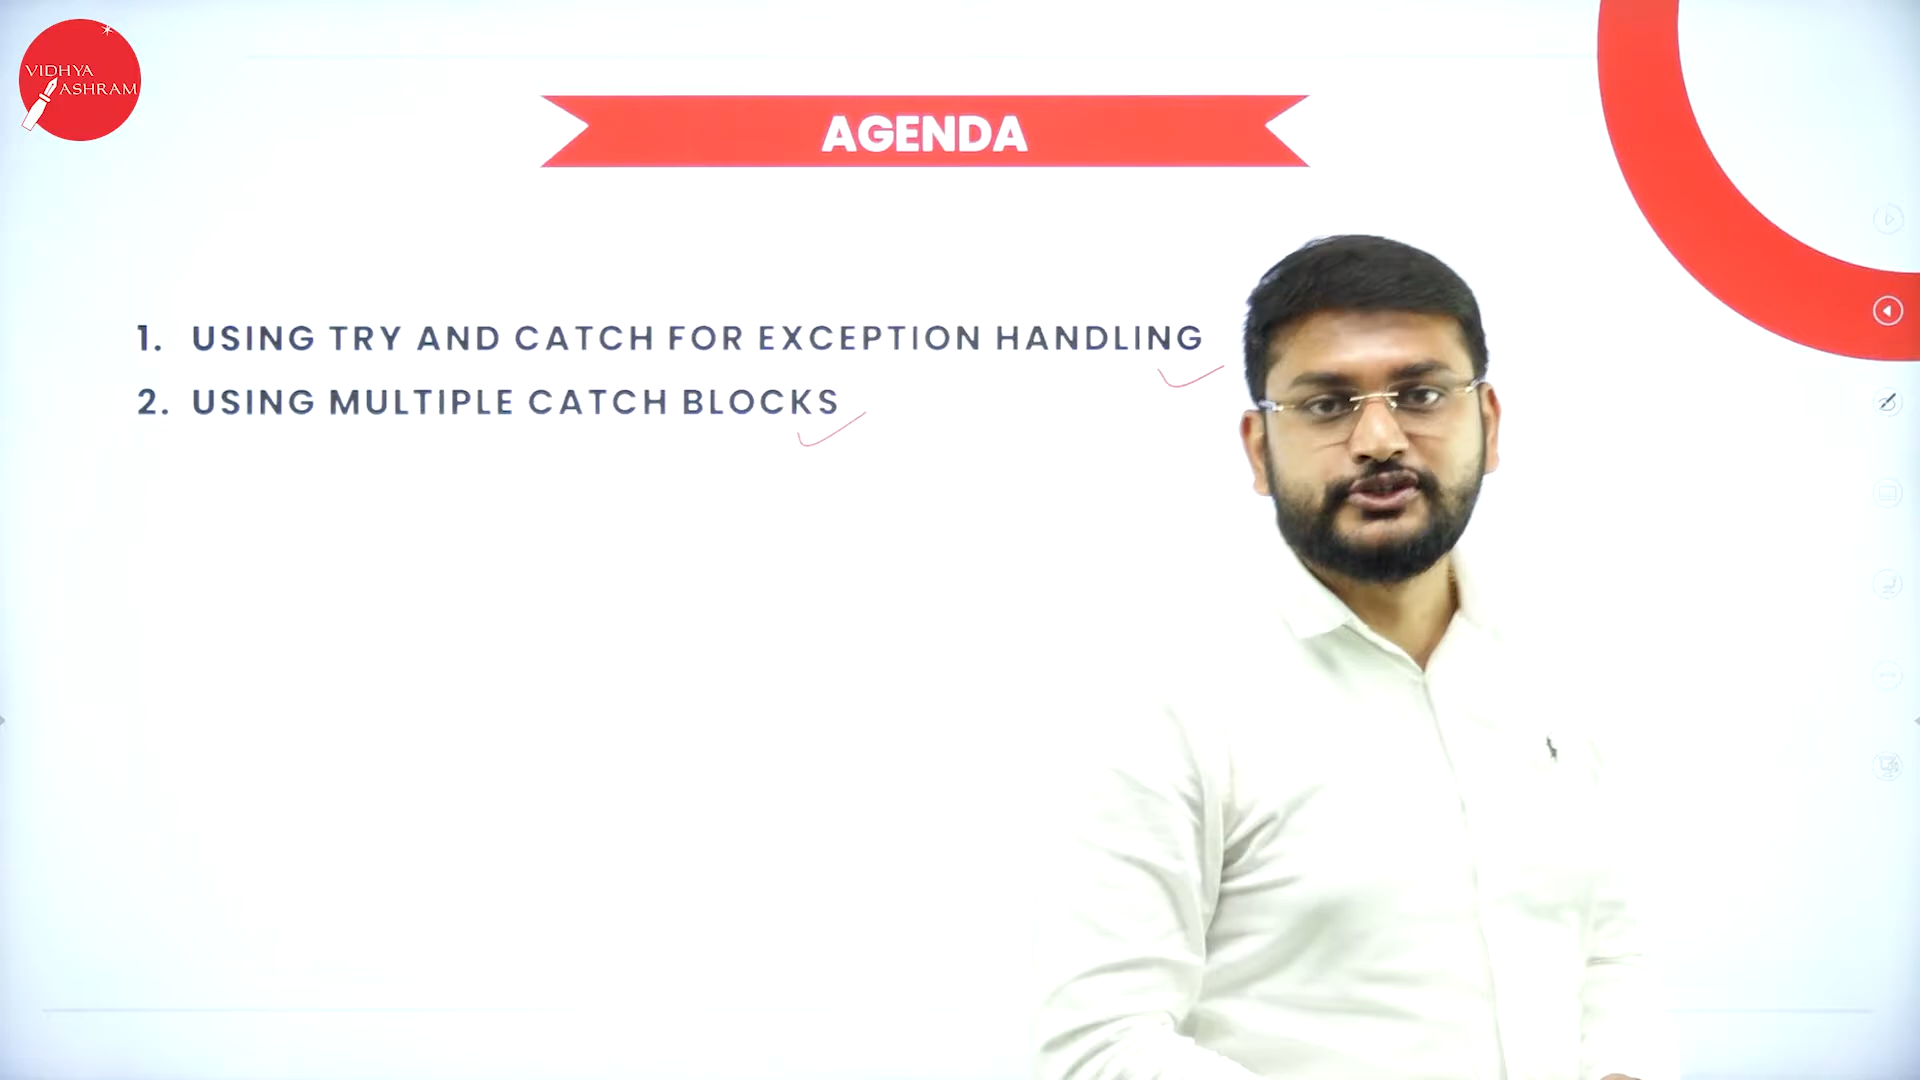 VIDHYA
ASHRAM
AGENDA
1. USING TRY AND CATCH FOR EXCEPTION HANDLING
2. USING MULTIPLE CATCH BLOCKS